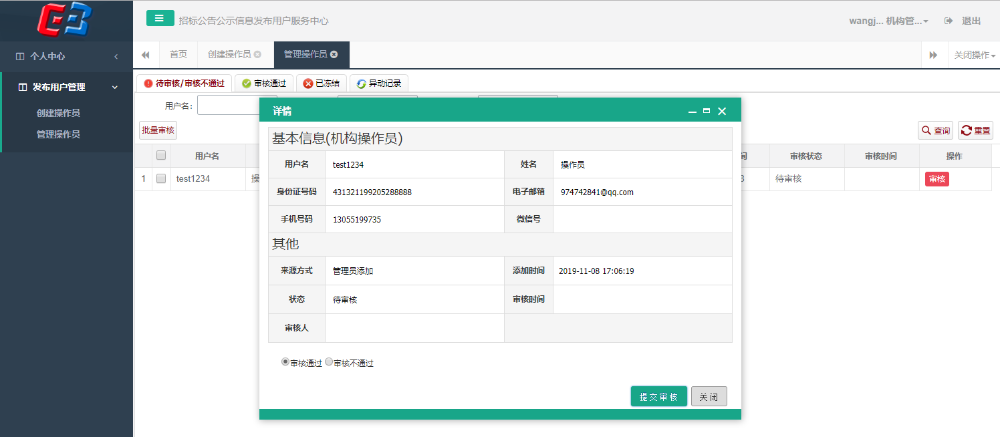 招标公告公示信息发布用户服务中心
wangj... 机构管...
退出
个人中心
发布用户管理
创建操作员
管理操作员
首页
创建操作员
管理操作员
关闭操作
待审核/审核不通过
审核通过
已冻结
异动记录
用户名:
批量审核
查询
重置
用户名
审核状态
审核时间
操作
1
test1234
待审核
审核
详情
基本信息(机构操作员)
用户名
test1234
姓名
操作员
身份证号码
431321199205288888
电子邮箱
974742841@qq.com
手机号码
13055199735
微信号
其他
来源方式
管理员添加
添加时间
2019-11-08 17:06:19
状态
待审核
审核时间
审核人
审核通过
审核不通过
提交审核
关闭